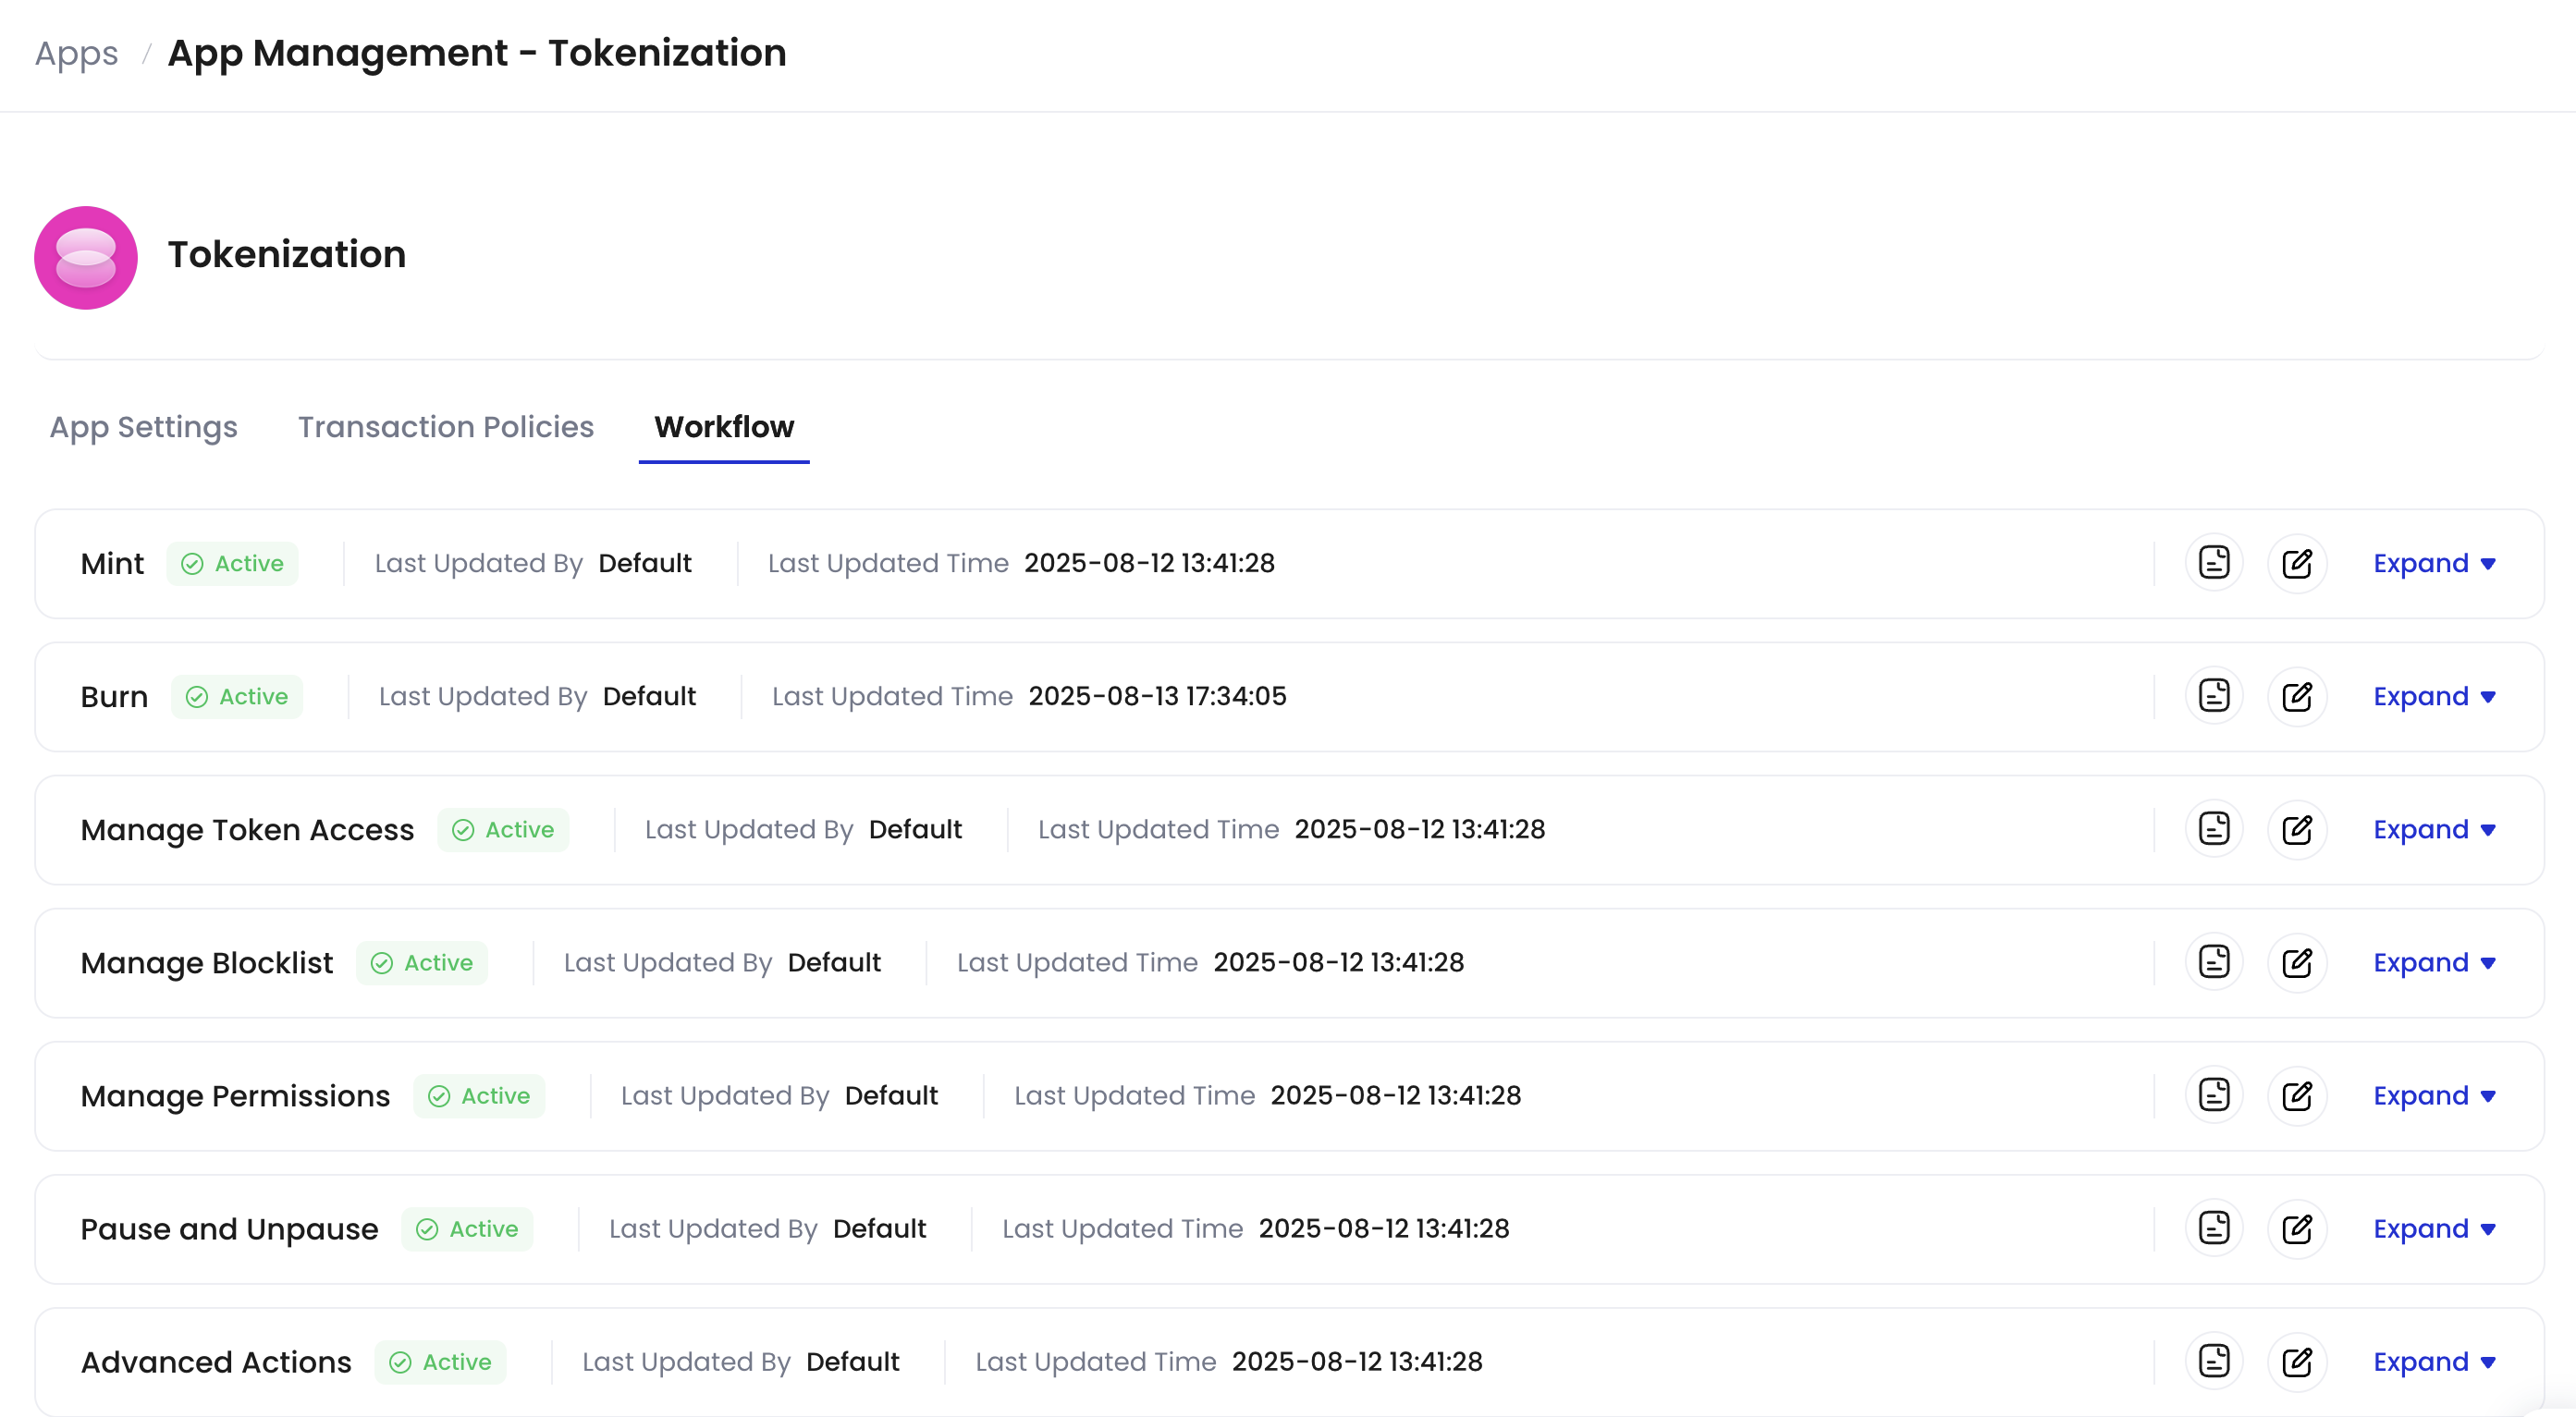 Apps / App Management - Tokenization
Tokenization
App Settings Transaction Policies Workflow
Mint Active Last Updated By Default Last Updated Time 2025-08-12 13:41:28 Expand
Burn Active Last Updated By Default Last Updated Time 2025-08-13 17:34:05 Expand
Manage Token Access Active Last Updated By Default Last Updated Time 2025-08-12 13:41:28 Expand
Manage Blocklist Active Last Updated By Default Last Updated Time 2025-08-12 13:41:28 Expand
Manage Permissions Active Last Updated By Default Last Updated Time 2025-08-12 13:41:28 Expand
Pause and Unpause Active Last Updated By Default Last Updated Time 2025-08-12 13:41:28 Expand
Advanced Actions Active Last Updated By Default Last Updated Time 2025-08-12 13:41:28 Expand